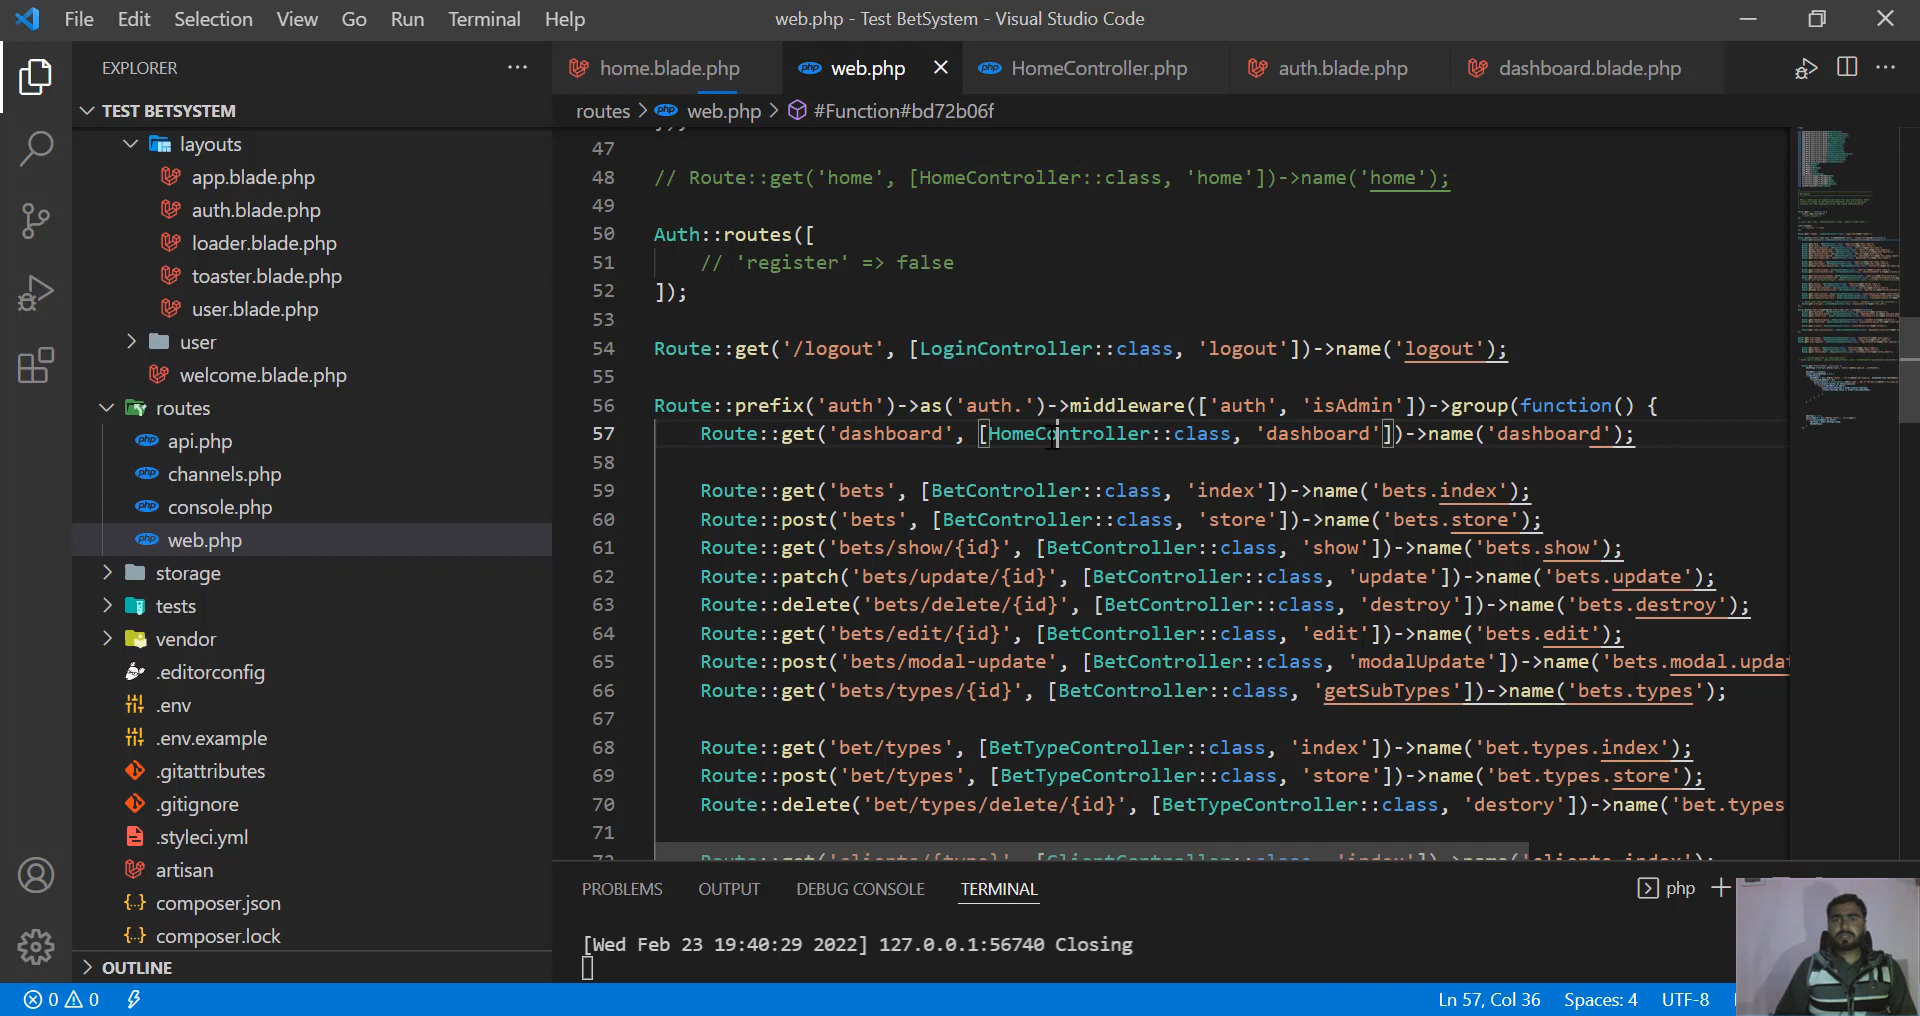 File Edit Selection View Go Run Terminal Help
web.php - Test BetSystem - Visual Studio Code
EXPLORER
home.blade.php
web.php
HomeController.php
auth.blade.php
dashboard.blade.php
TEST BETSYSTEM
routes > web.php > #Function#bd72b06f
layouts
app.blade.php
auth.blade.php
loader.blade.php
toaster.blade.php
user.blade.php
user
welcome.blade.php
routes
api.php
channels.php
console.php
web.php
storage
tests
vendor
.editorconfig
.env
.env.example
.gitattributes
.gitignore
.styleci.yml
artisan
composer.json
composer.lock
OUTLINE
47
48 // Route::get('home', [HomeController::class, 'home'])->name('home');
49
50 Auth::routes([
51 // 'register' => false
52 ]);
53
54 Route::get('/logout', [LoginController::class, 'logout'])->name('logout');
55
56 Route::prefix('auth')->as('auth.')->middleware(['auth', 'isAdmin'])->group(function() {
57 Route::get('dashboard', [HomeController::class, 'dashboard'])->name('dashboard');
58
59 Route::get('bets', [BetController::class, 'index'])->name('bets.index');
60 Route::post('bets', [BetController::class, 'store'])->name('bets.store');
61 Route::get('bets/show/{id}', [BetController::class, 'show'])->name('bets.show');
62 Route::patch('bets/update/{id}', [BetController::class, 'update'])->name('bets.update');
63 Route::delete('bets/delete/{id}', [BetController::class, 'destroy'])->name('bets.destroy');
64 Route::get('bets/edit/{id}', [BetController::class, 'edit'])->name('bets.edit');
65 Route::post('bets/modal-update', [BetController::class, 'modalUpdate'])->name('bets.modal.updat
66 Route::get('bets/types/{id}', [BetController::class, 'getSubTypes'])->name('bets.types');
67
68 Route::get('bet/types', [BetTypeController::class, 'index'])->name('bet.types.index');
69 Route::post('bet/types', [BetTypeController::class, 'store'])->name('bet.types.store');
70 Route::delete('bet/types/delete/{id}', [BetTypeController::class, 'destory'])->name('bet.types
71
72 Route::get('clients/{type}', [ClientController::class, 'index'])->name('clients.index');
PROBLEMS OUTPUT DEBUG CONSOLE TERMINAL
php
[Wed Feb 23 19:40:29 2022] 127.0.0.1:56740 Closing
0 0
Ln 57, Col 36 Spaces: 4 UTF-8